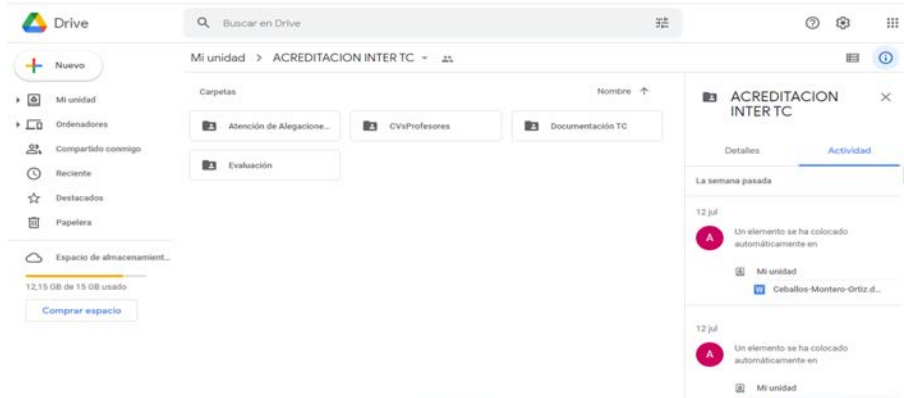 Drive
Buscar en Drive
Nuevo
Mi unidad
Ordenadores
Compartido conmigo
Reciente
Destacados
Papelera
Espacio de almacenamient...
12,15 GB de 15 GB usado
Comprar espacio
Mi unidad > ACREDITACION INTER TC
Carpetas
Nombre ↑
Atención de Alegacione...
CVsProfesores
Documentación TC
Evaluación
ACREDITACION
INTER TC
Detalles
Actividad
La semana pasada
12 jul
A
Un elemento se ha colocado
automáticamente en
Mi unidad
W
Ceballos-Montero-Ortiz.d...
12 jul
A
Un elemento se ha colocado
automáticamente en
Mi unidad